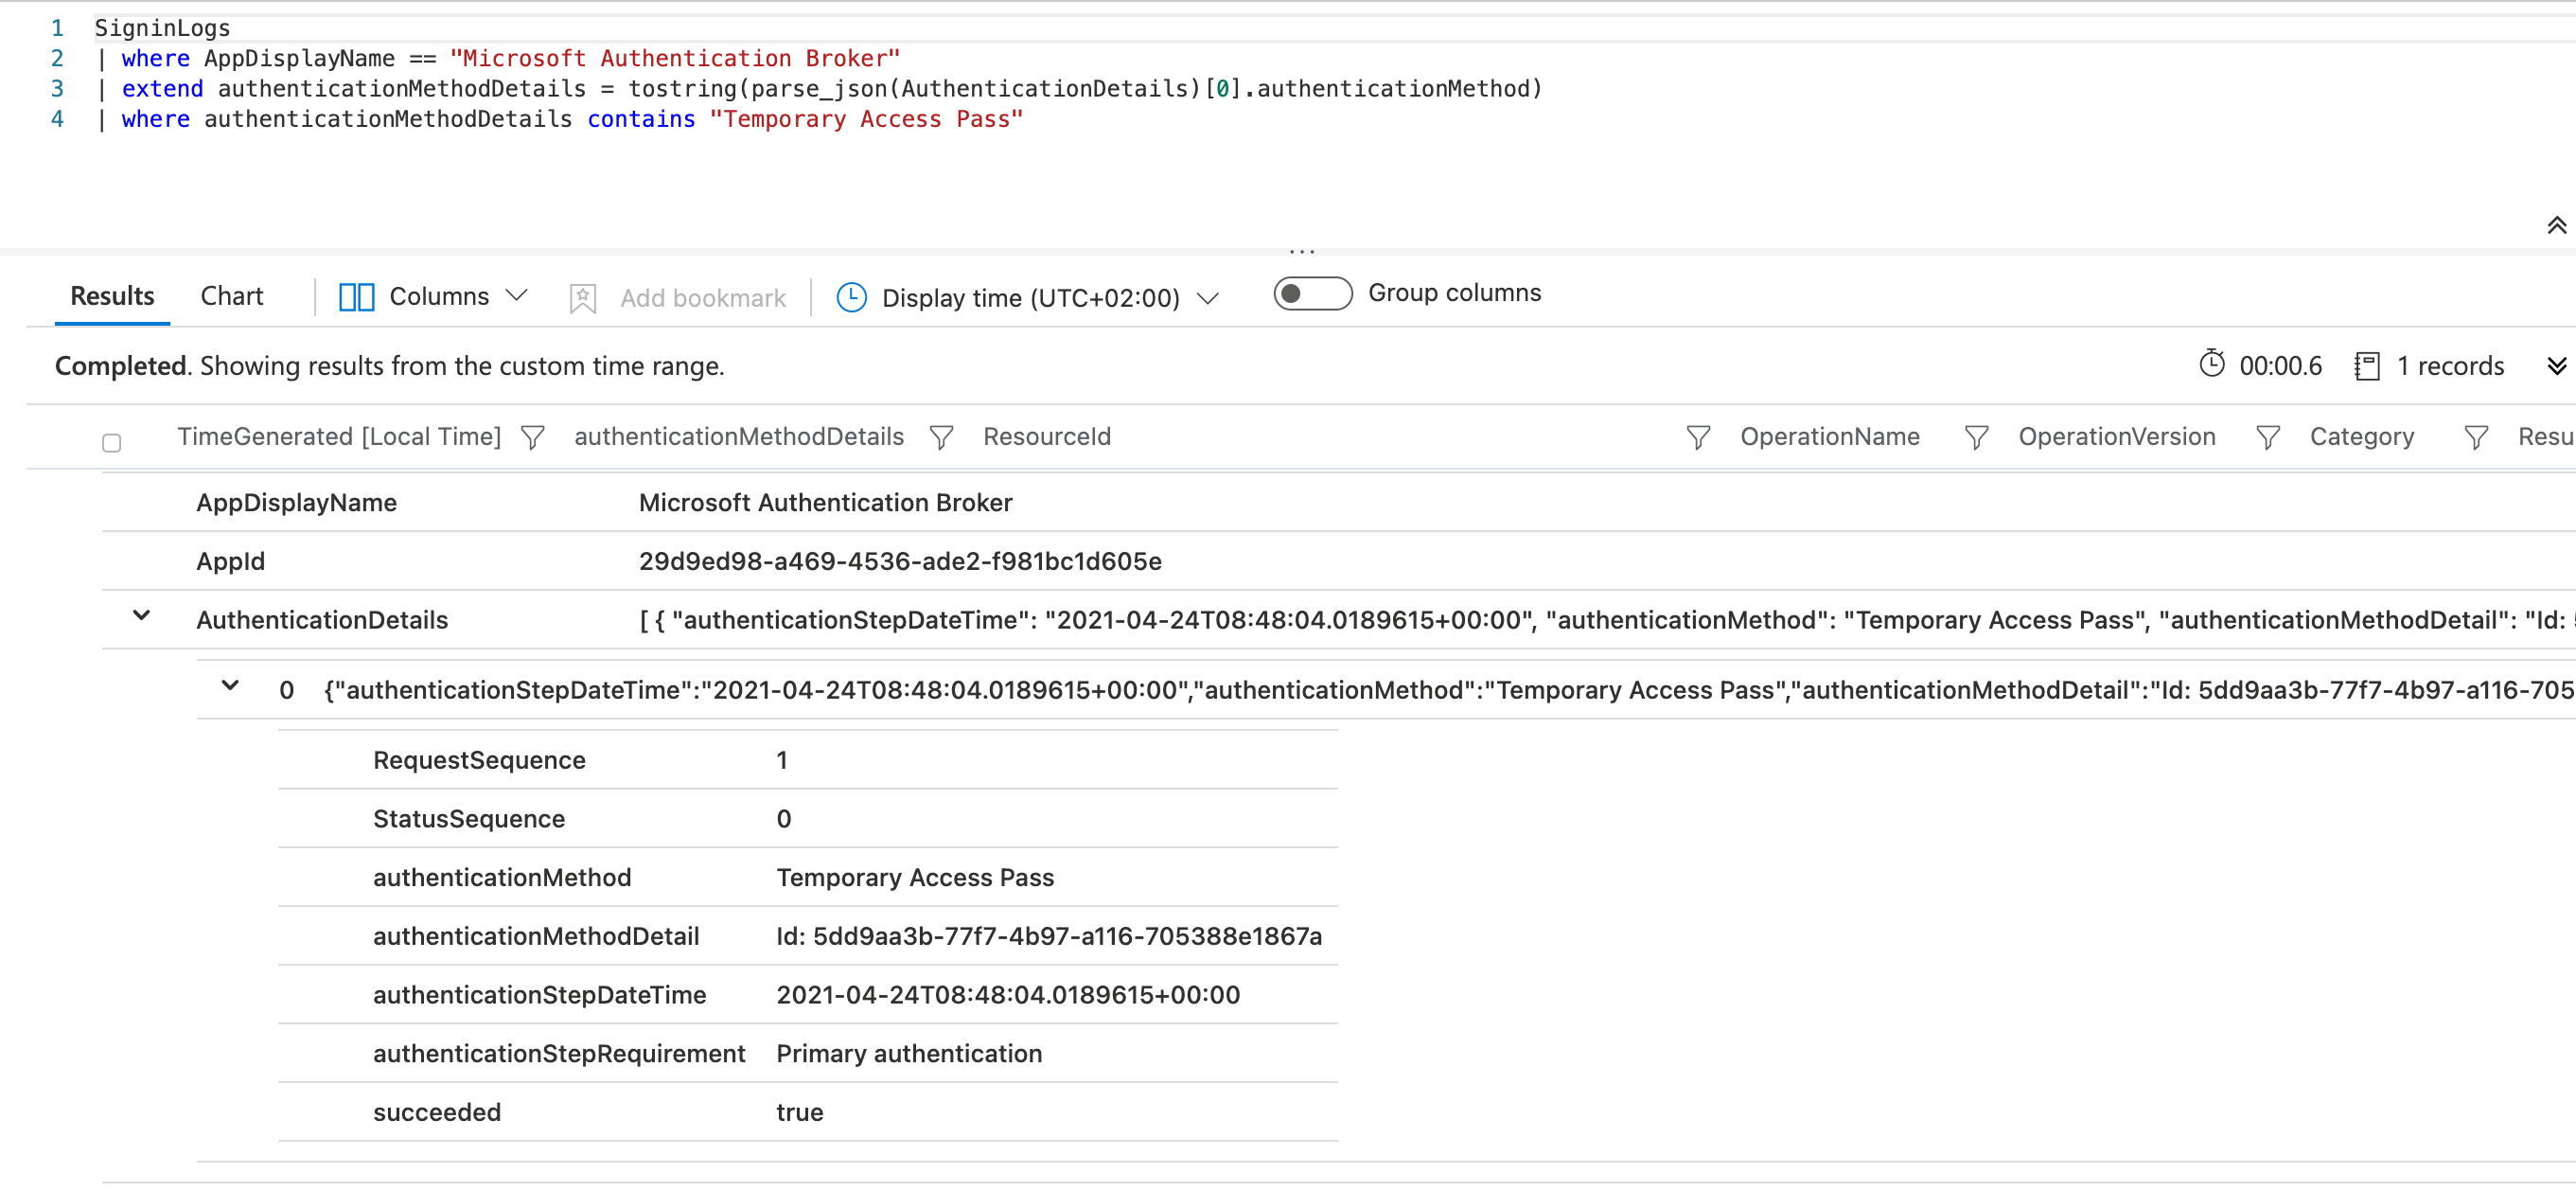 1 SigninLogs
2 | where AppDisplayName == "Microsoft Authentication Broker"
3 | extend authenticationMethodDetails = tostring(parse_json(AuthenticationDetails)[0].authenticationMethod)
4 | where authenticationMethodDetails contains "Temporary Access Pass"
...
Results Chart Columns Add bookmark Display time (UTC+02:00) Group columns
Completed. Showing results from the custom time range. 00:00.6 1 records
TimeGenerated [Local Time] authenticationMethodDetails ResourceId OperationName OperationVersion Category Resu
AppDisplayName Microsoft Authentication Broker
AppId 29d9ed98-a469-4536-ade2-f981bc1d605e
AuthenticationDetails [ { "authenticationStepDateTime": "2021-04-24T08:48:04.0189615+00:00", "authenticationMethod": "Temporary Access Pass", "authenticationMethodDetail": "Id:
0 {"authenticationStepDateTime":"2021-04-24T08:48:04.0189615+00:00","authenticationMethod":"Temporary Access Pass","authenticationMethodDetail":"Id: 5dd9aa3b-77f7-4b97-a116-705
RequestSequence 1
StatusSequence 0
authenticationMethod Temporary Access Pass
authenticationMethodDetail Id: 5dd9aa3b-77f7-4b97-a116-705388e1867a
authenticationStepDateTime 2021-04-24T08:48:04.0189615+00:00
authenticationStepRequirement Primary authentication
succeeded true